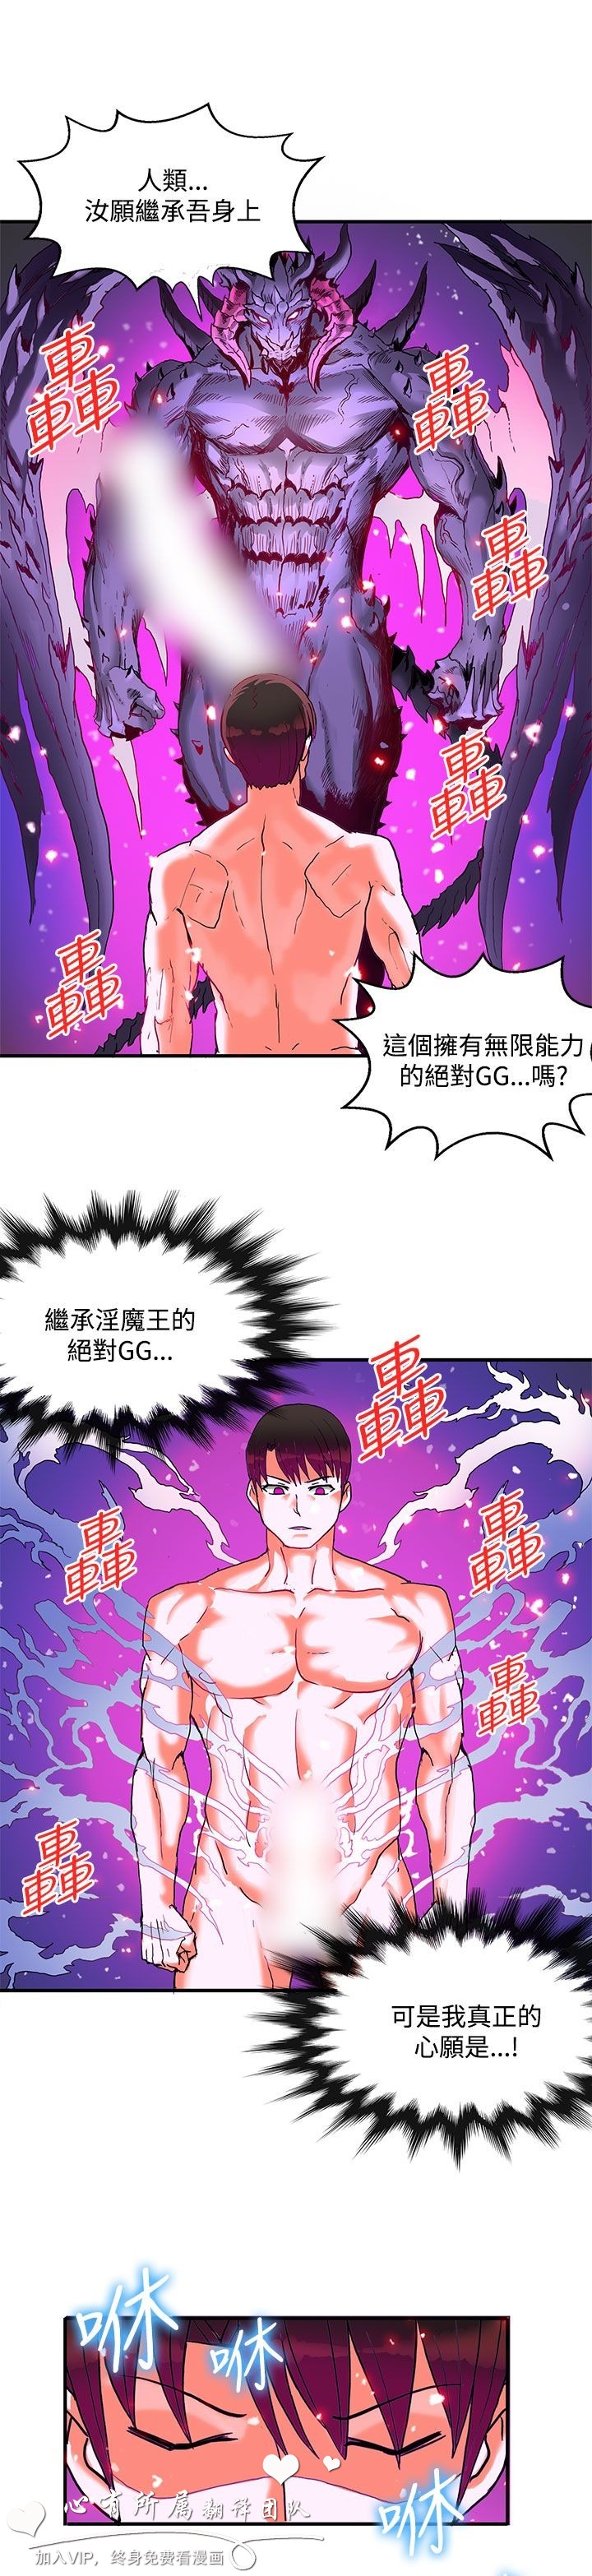 人類...
汝願繼承吾身上
轟
轟
轟
轟
這個擁有無限能力
的絕對GG...嗎?
轟
繼承淫魔王的
絕對GG...
轟
轟
轟
轟
轟
可是我真正的
心願是...!
咻
咻
咻
心有所属翻译团队
加入VIP，终身免费看漫画